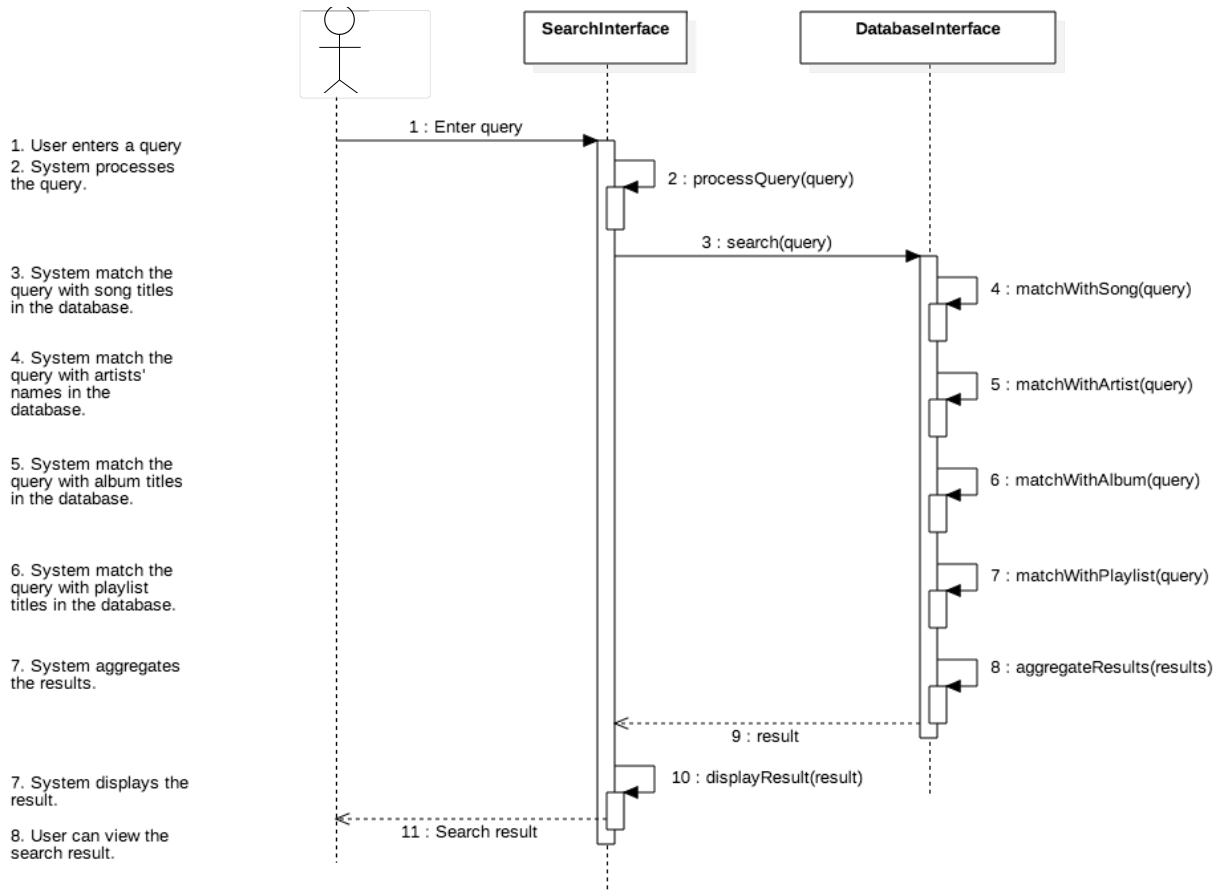 SearchInterface
DatabaseInterface
1 : Enter query
1. User enters a query
2. System processes
the query.
2 : processQuery(query)
3 : search(query)
3. System match the
query with song titles
in the database.
4 : matchWithSong(query)
4. System match the
query with artists'
names in the
database.
5 : matchWithArtist(query)
5. System match the
query with album titles
in the database.
6 : matchWithAlbum(query)
6. System match the
query with playlist
titles in the database.
7 : matchWithPlaylist(query)
7. System aggregates
the results.
8 : aggregateResults(results)
9 : result
7. System displays the
result.
10 : displayResult(result)
11 : Search result
8. User can view the
search result.